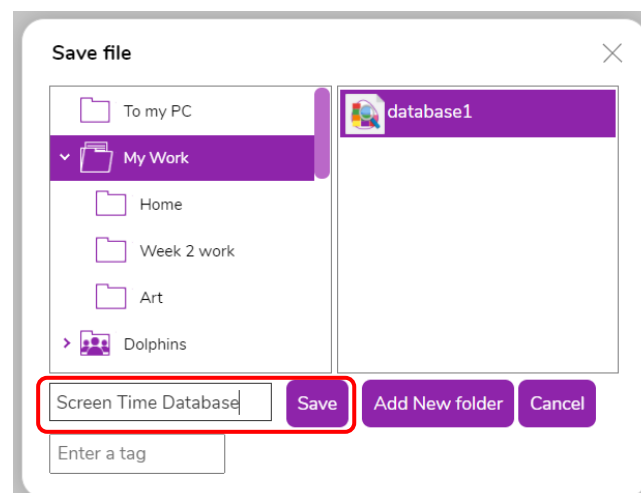 Save file
To my PC
database1
My Work
Home
Week 2 work
Art
Dolphins
Screen Time Database
Save
Add New folder
Cancel
Enter a tag